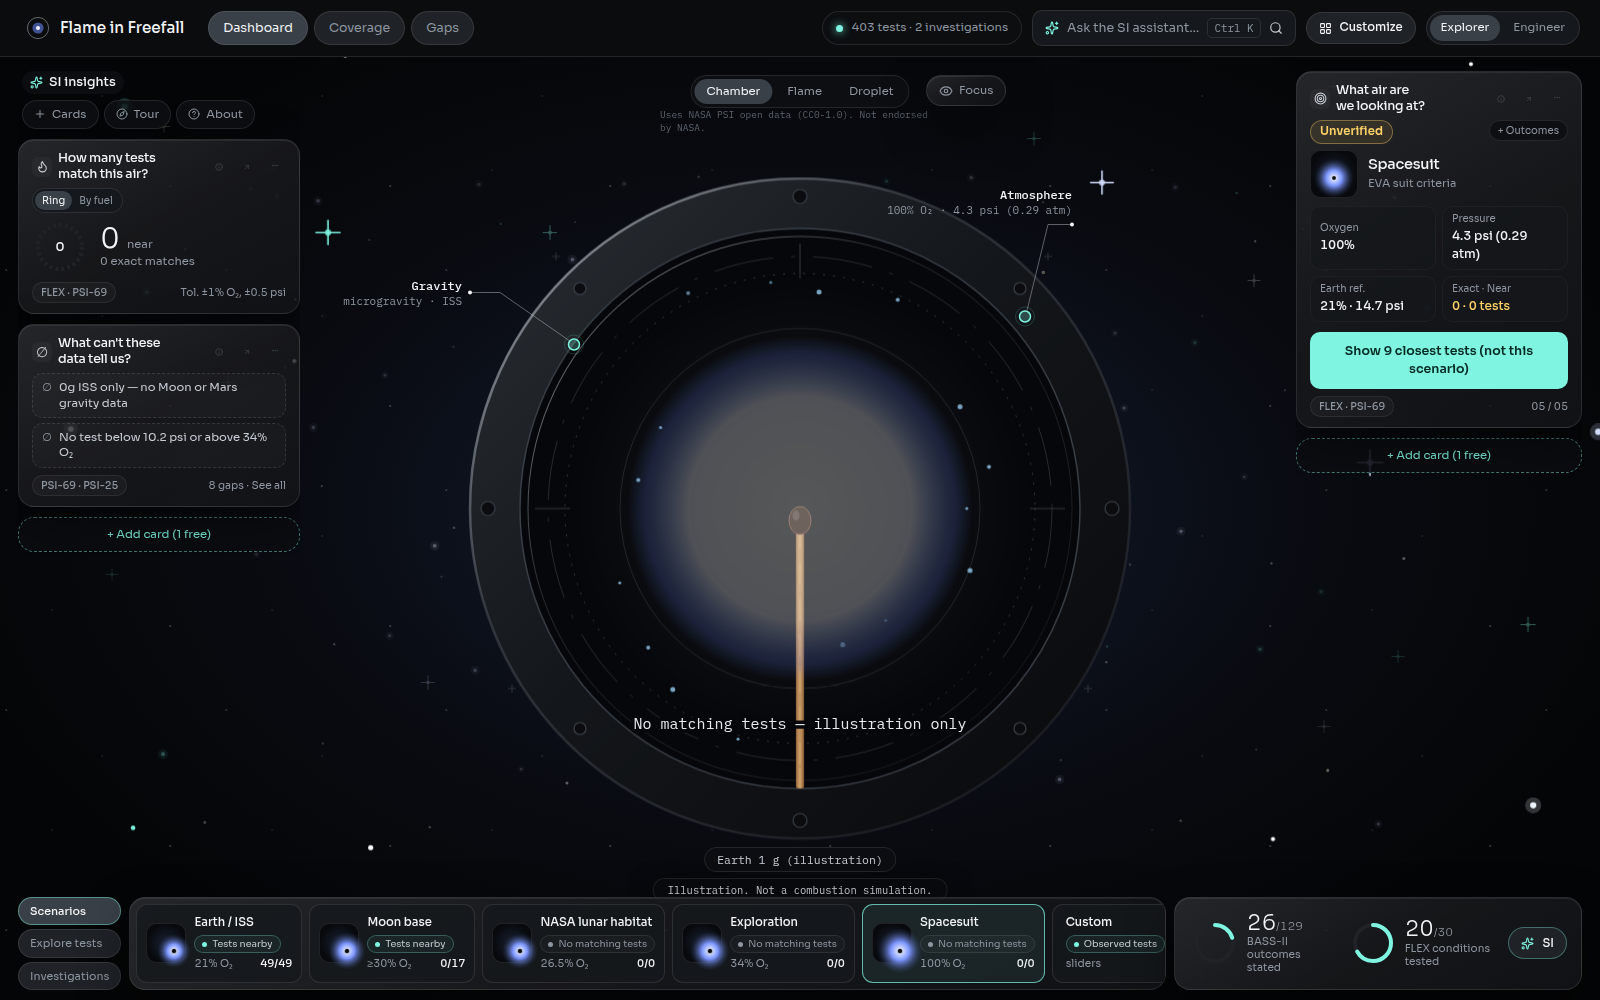 Flame in Freefall
Dashboard
Coverage
Gaps
403 tests · 2 investigations
Ask the SI assistant...
Ctrl K
Customize
Explorer
Engineer
SI insights
+ Cards
Tour
About
How many tests
match this air?
Ring
By fuel
0
0 near
0 exact matches
FLEX · PSI-69
Tol. ±1% O₂, ±0.5 psi
What can't these
data tell us?
∅ 0g ISS only — no Moon or Mars
gravity data
∅ No test below 10.2 psi or above 34%
O₂
PSI-69 · PSI-25
8 gaps · See all
+ Add card (1 free)
Chamber
Flame
Droplet
Focus
Uses NASA PSI open data (CC0-1.0). Not endorsed
by NASA.
Atmosphere
100% O₂ · 4.3 psi (0.29 atm)
Gravity
microgravity · ISS
No matching tests — illustration only
Earth 1 g (illustration)
Illustration. Not a combustion simulation.
What air are
we looking at?
Unverified
+ Outcomes
Spacesuit
EVA suit criteria
Oxygen
100%
Pressure
4.3 psi (0.29
atm)
Earth ref.
21% · 14.7 psi
Exact · Near
0 · 0 tests
Show 9 closest tests (not this
scenario)
FLEX · PSI-69
05 / 05
+ Add card (1 free)
Scenarios
Explore tests
Investigations
Earth / ISS
Tests nearby
21% O₂
49/49
Moon base
Tests nearby
≥30% O₂
0/17
NASA lunar habitat
No matching tests
26.5% O₂
0/0
Exploration
No matching tests
34% O₂
0/0
Spacesuit
No matching tests
100% O₂
0/0
Custom
Observed tests
sliders
26/129
BASS-II
outcomes
stated
20/30
FLEX conditions
tested
SI